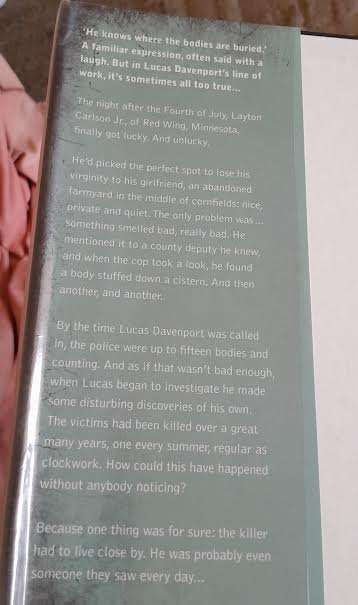 ‘He knows where the bodies are buried.’
A familiar expression, often said with a
laugh. But in Lucas Davenport's line of
work, it's sometimes all too true...
The night after the Fourth of July, Layton
Carlson Jr., of Red Wing, Minnesota,
finally got lucky. And unlucky.
He'd picked the perfect spot to lose his
virginity to his girlfriend, an abandoned
farmyard in the middle of cornfields: nice,
private and quiet. The only problem was...
something smelled bad, really bad. He
mentioned it to a county deputy he knew,
and when the cop took a look, he found
a body stuffed down a cistern. And then
another, and another.
By the time Lucas Davenport was called
in, the police were up to fifteen bodies and
counting. And as if that wasn't bad enough,
when Lucas began to investigate he made
some disturbing discoveries of his own.
The victims had been killed over a great
many years, one every summer, regular as
clockwork. How could this have happened
without anybody noticing?
Because one thing was for sure: the killer
had to live close by. He was probably even
someone they saw every day...